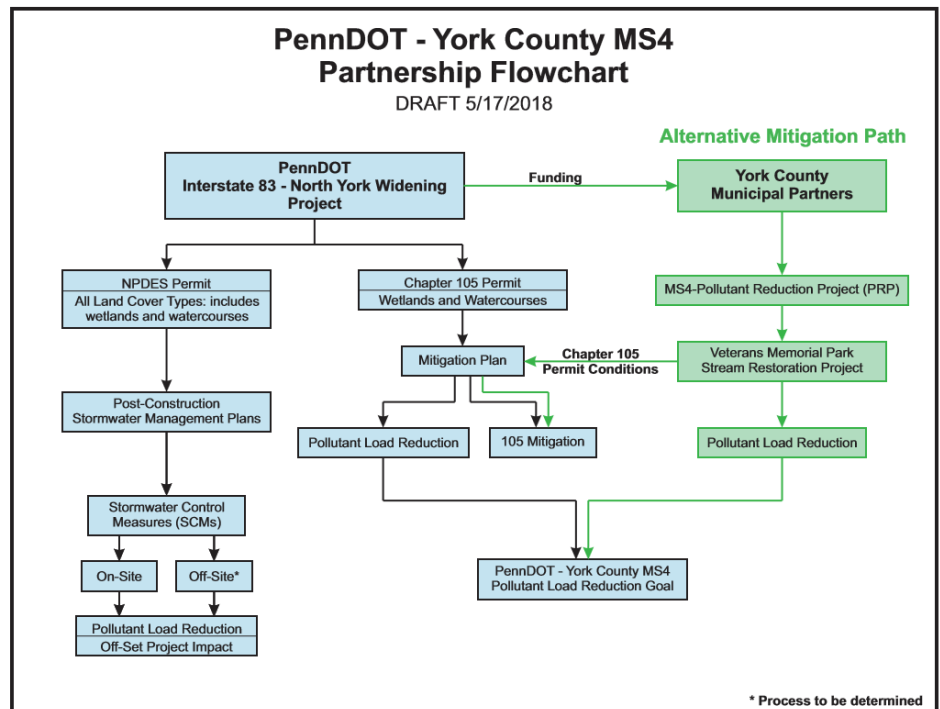 PennDOT - York County MS4
Partnership Flowchart
DRAFT 5/17/2018
Alternative Mitigation Path
PennDOT
Interstate 83 - North York Widening
Project
Funding
York County
Municipal Partners
NPDES Permit
All Land Cover Types: includes
wetlands and watercourses
Chapter 105 Permit
Wetlands and Watercourses
MS4-Pollutant Reduction Project (PRP)
Mitigation Plan
Chapter 105
Permit Conditions
Veterans Memorial Park
Stream Restoration Project
Post-Construction
Stormwater Management Plans
Pollutant Load Reduction
105 Mitigation
Pollutant Load Reduction
Stormwater Control
Measures (SCMs)
On-Site
Off-Site*
PennDOT - York County MS4
Pollutant Load Reduction Goal
Pollutant Load Reduction
Off-Set Project Impact
* Process to be determined